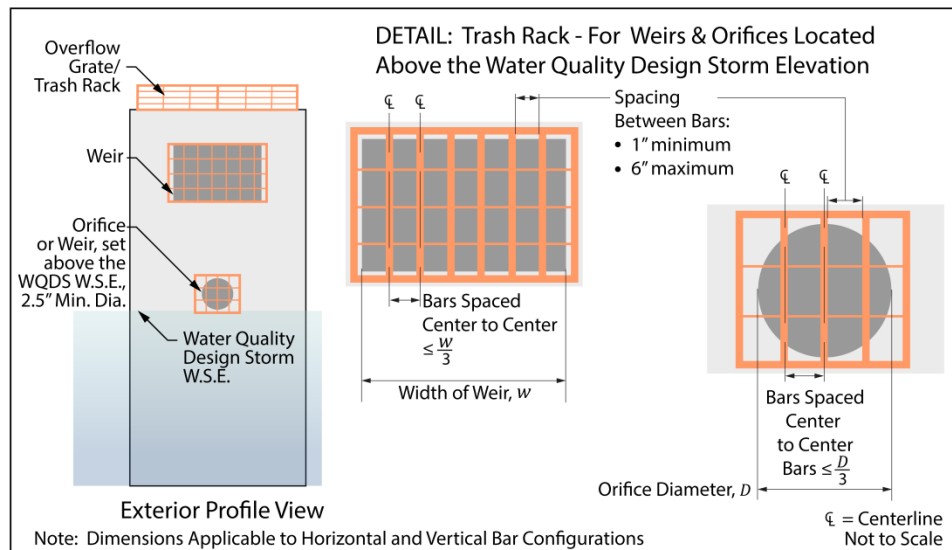 DETAIL: Trash Rack - For Weirs & Orifices Located
Above the Water Quality Design Storm Elevation
Overflow
Grate/
Trash Rack
Weir
Orifice
or Weir, set
above the
WQDS W.S.E.,
2.5” Min. Dia.
Water Quality
Design Storm
W.S.E.
Exterior Profile View
℄ ℄
Bars Spaced
Center to Center
≤ w/3
Width of Weir, w
Spacing
Between Bars:
• 1” minimum
• 6” maximum
℄ ℄
Bars Spaced
Center
to Center
Bars ≤ D/3
Orifice Diameter, D
℄ = Centerline
Not to Scale
Note: Dimensions Applicable to Horizontal and Vertical Bar Configurations